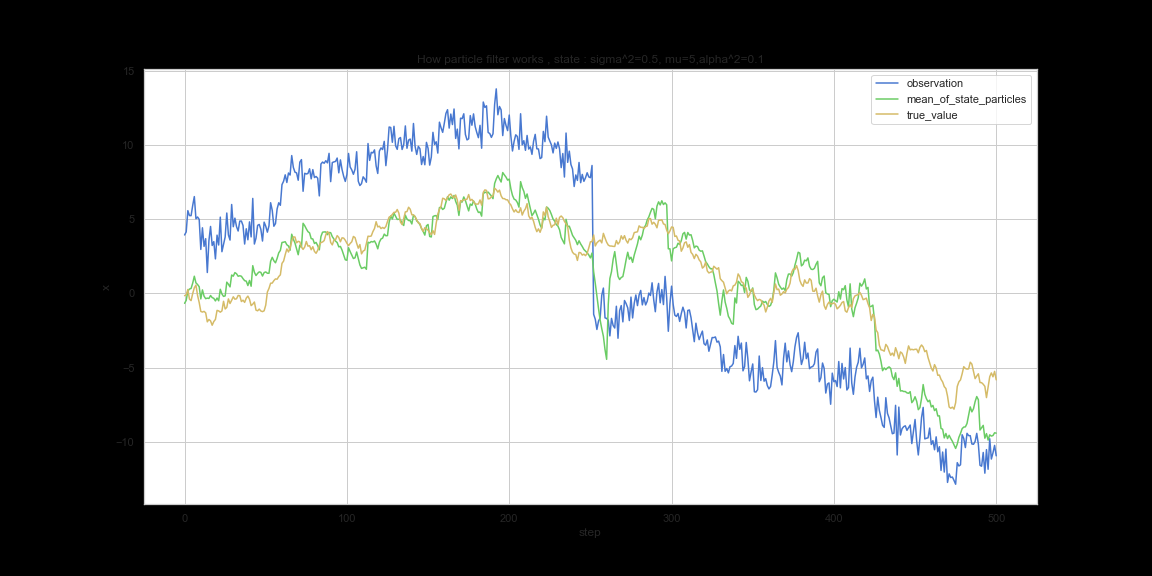 How particle filter works , state : sigma^2=0.5, mu=5,alpha^2=0.1
observation
mean_of_state_particles
true_value
15
10
5
0
−5
−10
x
0 100 200 300 400 500
step